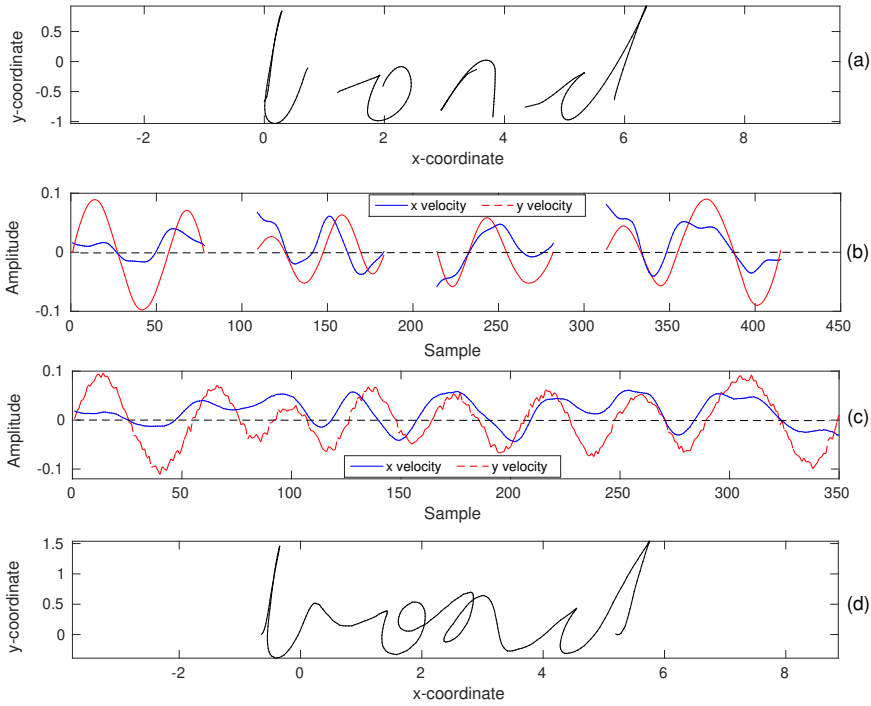 0.5
0
-0.5
-1
-2
0
2
4
6
8
y-coordinate
x-coordinate
(a)
0.1
0
-0.1
0
50
100
150
200
250
300
350
400
450
x velocity
y velocity
Amplitude
Sample
(b)
0.1
0
-0.1
0
50
100
150
200
250
300
350
x velocity
y velocity
Amplitude
Sample
(c)
1.5
1
0.5
0
-2
0
2
4
6
8
y-coordinate
x-coordinate
(d)